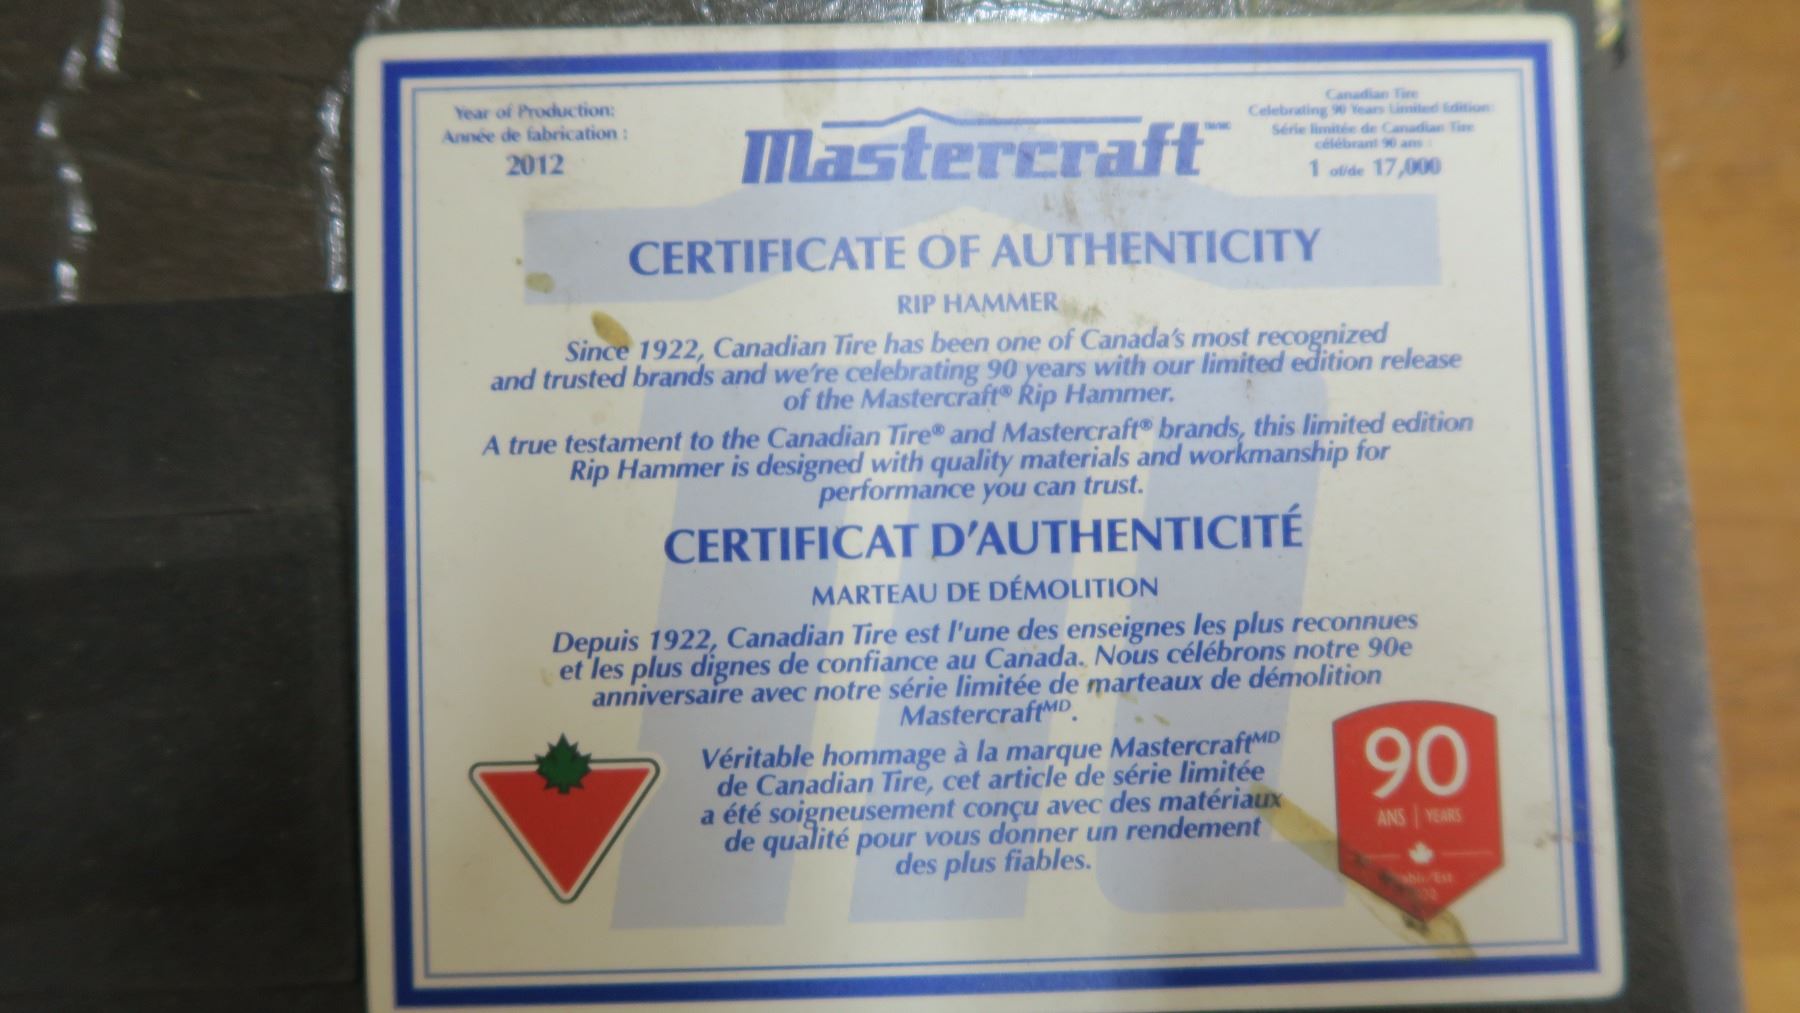 Year of Production:
Année de fabrication :
2012
Mastercraft
Canadian Tire
Celebrating 90 Years Limited Edition:
Série limitée de Canadian Tire
célébrant 90 ans :
1 of/de 17,000
CERTIFICATE OF AUTHENTICITY
RIP HAMMER
Since 1922, Canadian Tire has been one of Canada's most recognized
and trusted brands and we're celebrating 90 years with our limited edition release
of the Mastercraft® Rip Hammer.
A true testament to the Canadian Tire® and Mastercraft® brands, this limited edition
Rip Hammer is designed with quality materials and workmanship for
performance you can trust.
CERTIFICAT D'AUTHENTICITÉ
MARTEAU DE DÉMOLITION
Depuis 1922, Canadian Tire est l'une des enseignes les plus reconnues
et les plus dignes de confiance au Canada. Nous célébrons notre 90e
anniversaire avec notre série limitée de marteaux de démolition
Mastercraftᴹᴰ.
Véritable hommage à la marque Mastercraftᴹᴰ
de Canadian Tire, cet article de série limitée
a été soigneusement conçu avec des matériaux
de qualité pour vous donner un rendement
des plus fiables.
90
ANS | YEARS